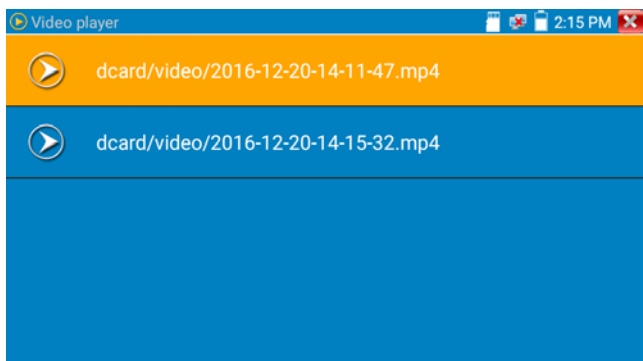 Video player
2:15 PM
dcard/video/2016-12-20-14-11-47.mp4
dcard/video/2016-12-20-14-15-32.mp4